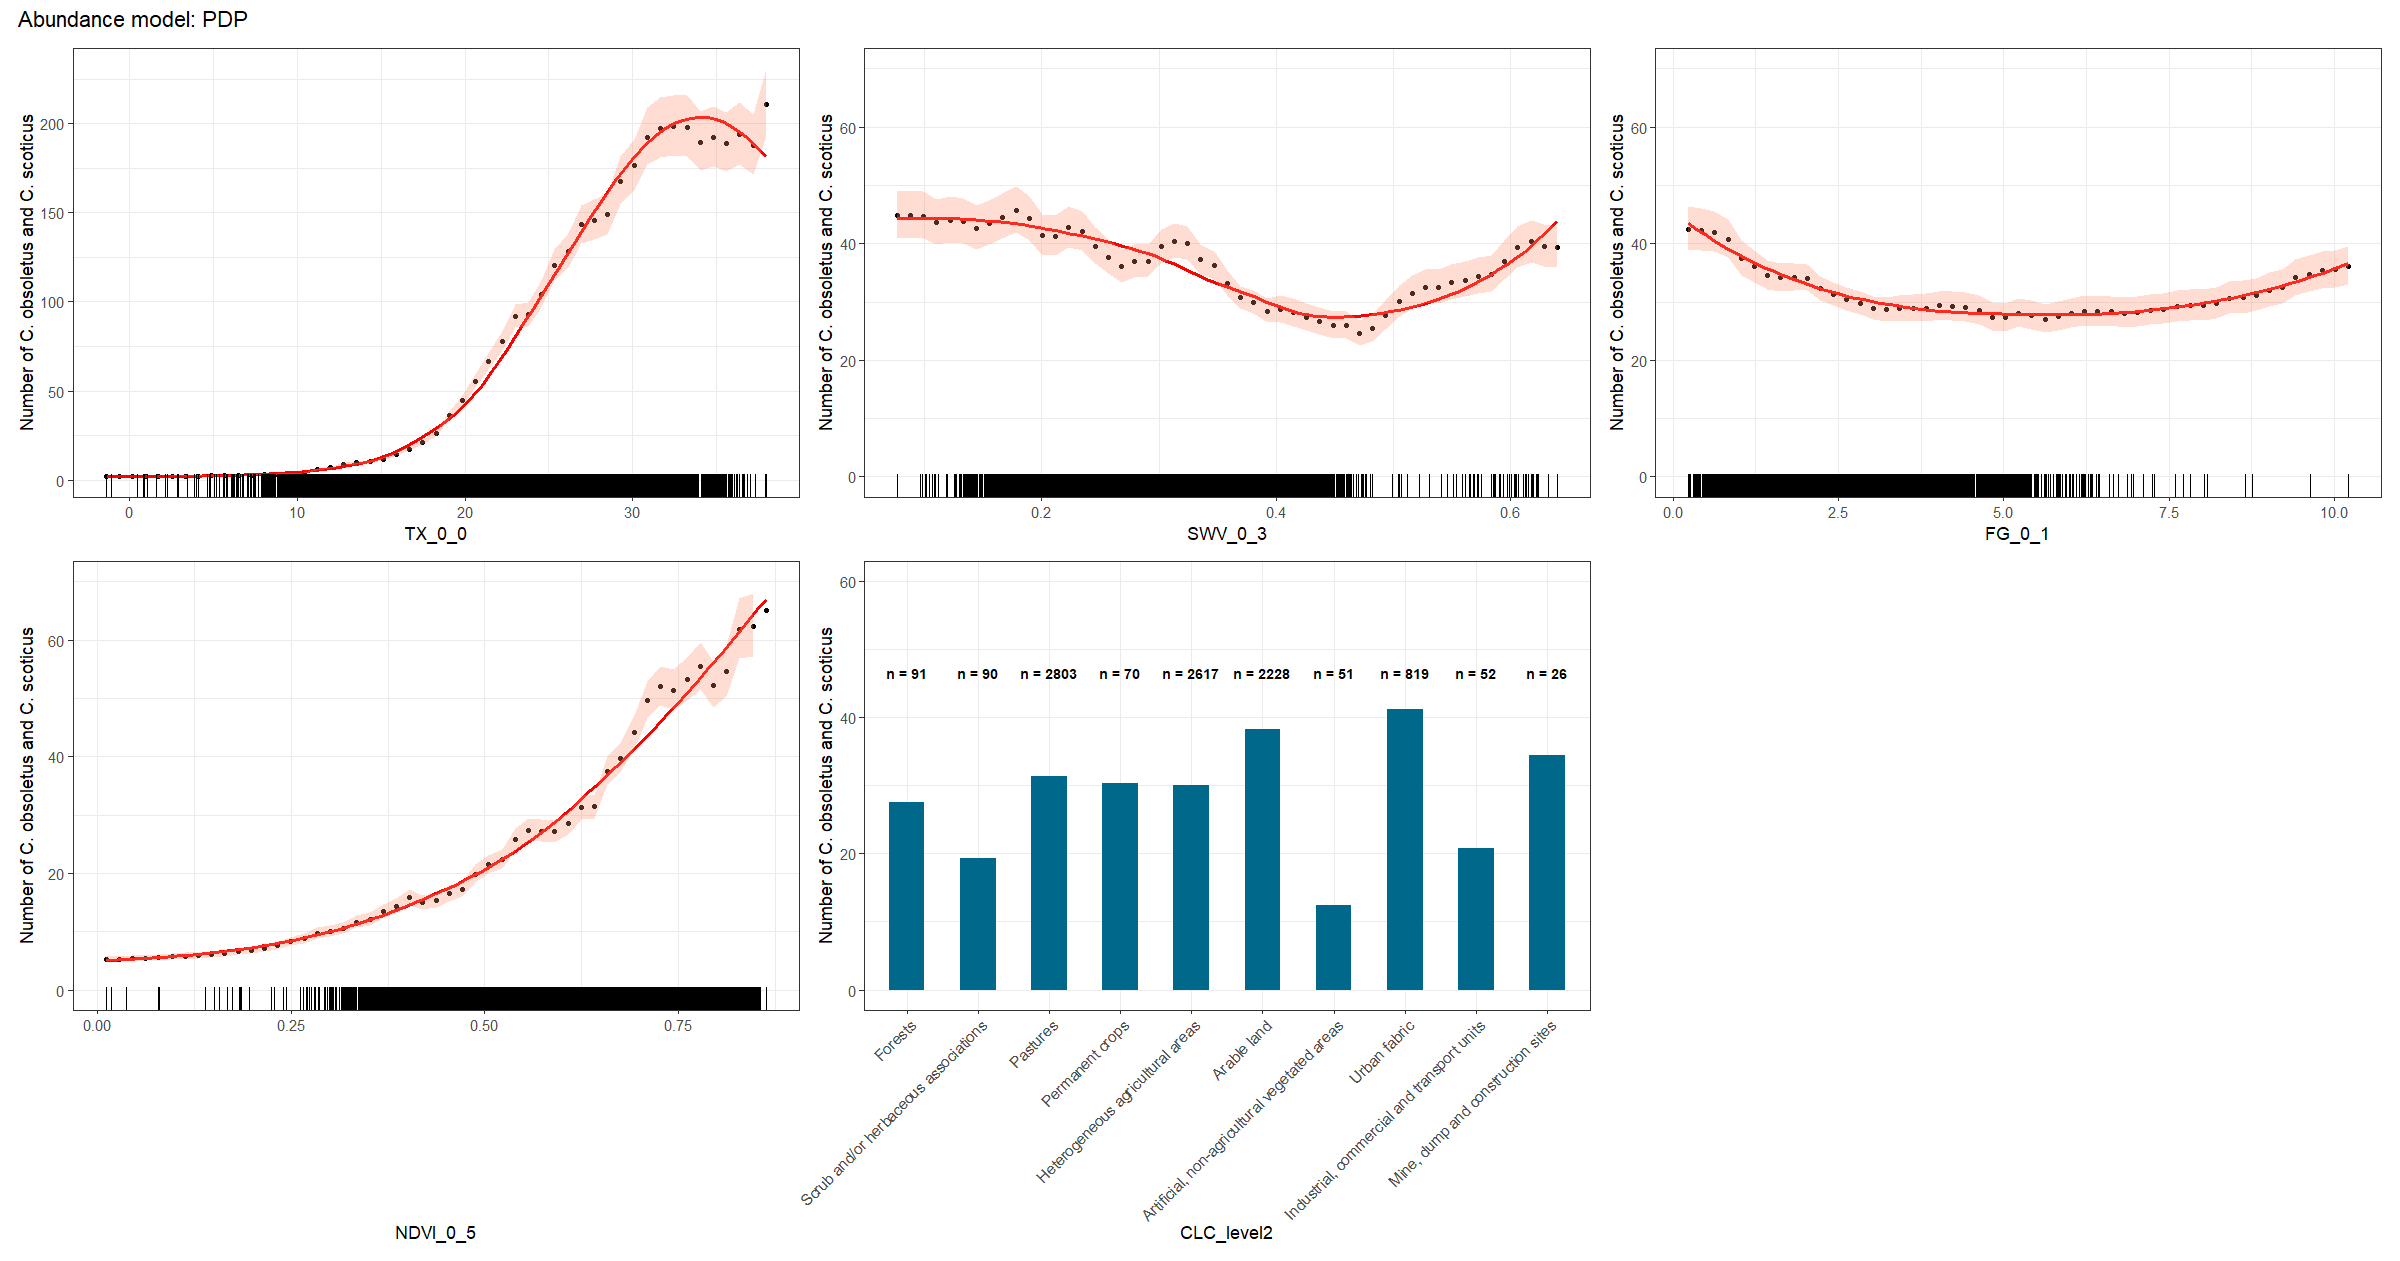 Abundance model: PDP
Number of C. obsoletus and C. scoticus
200
150
100
50
0
0
10
20
30
TX_0_0
Number of C. obsoletus and C. scoticus
60
40
20
0
0.2
0.4
0.6
SWV_0_3
Number of C. obsoletus and C. scoticus
60
40
20
0
0.0
2.5
5.0
7.5
10.0
FG_0_1
Number of C. obsoletus and C. scoticus
60
40
20
0
0.00
0.25
0.50
0.75
NDVI_0_5
Number of C. obsoletus and C. scoticus
60
40
20
0
n = 91
n = 90
n = 2803
n = 70
n = 2617
n = 2228
n = 51
n = 819
n = 52
n = 26
Forests
Scrub and/or herbaceous associations
Pastures
Permanent crops
Heterogeneous agricultural areas
Arable land
Artificial, non-agricultural vegetated areas
Urban fabric
Industrial, commercial and transport units
Mine, dump and construction sites
CLC_level2